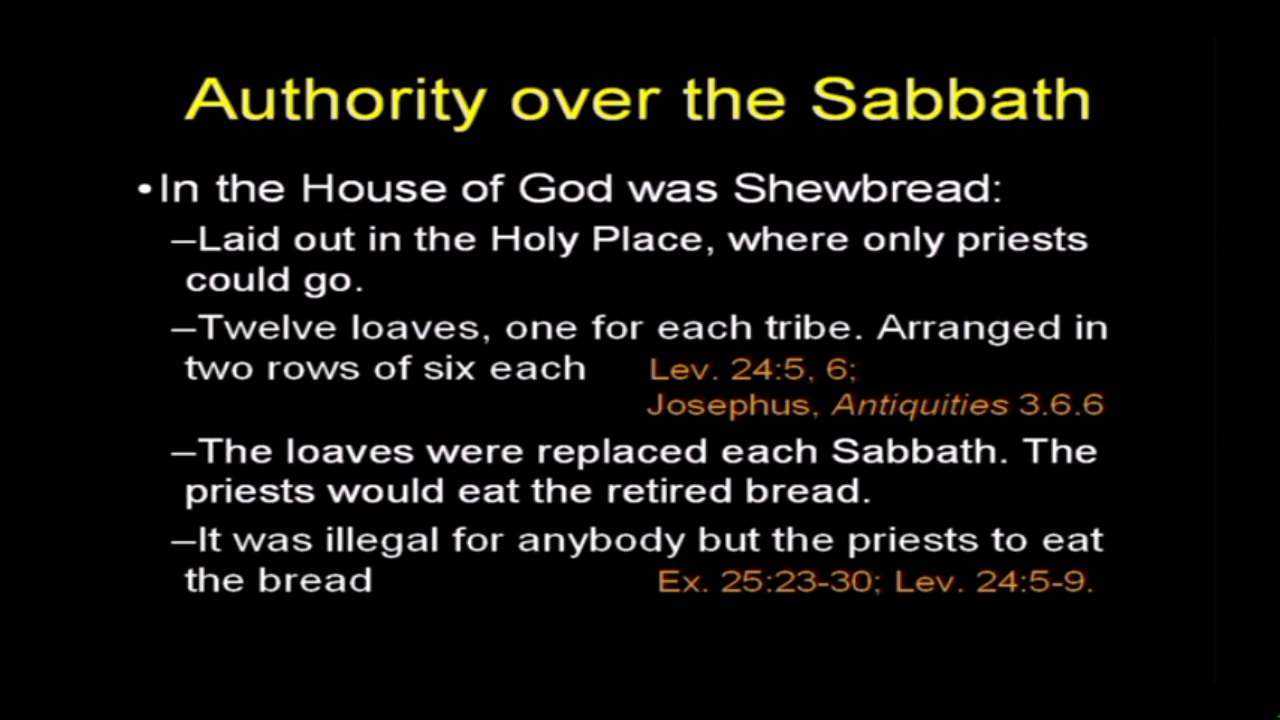 Authority over the Sabbath
•In the House of God was Shewbread:
–Laid out in the Holy Place, where only priests
could go.
–Twelve loaves, one for each tribe. Arranged in
two rows of six each Lev. 24:5, 6;
Josephus, Antiquities 3.6.6
–The loaves were replaced each Sabbath. The
priests would eat the retired bread.
–It was illegal for anybody but the priests to eat
the bread Ex. 25:23-30; Lev. 24:5-9.